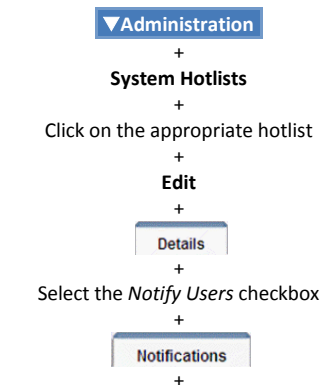 ▼Administration
+
System Hotlists
+
Click on the appropriate hotlist
+
Edit
+
Details
+
Select the Notify Users checkbox
+
Notifications
+